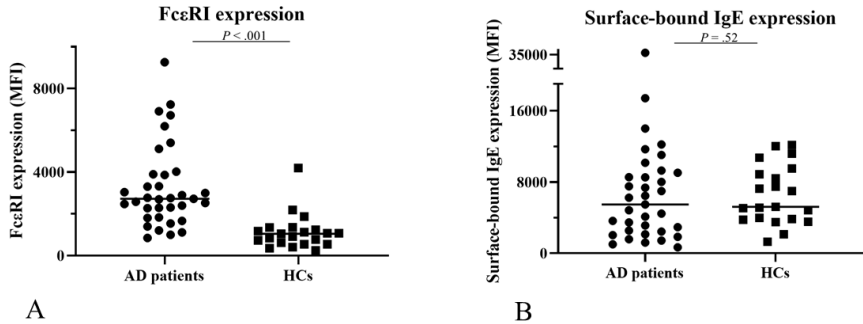 FcεRI expression
P < .001
FcεRI expression (MFI)
8000
4000
0
AD patients
HCs
A
Surface-bound IgE expression
P = .52
Surface-bound IgE expression (MFI)
35000
16000
8000
0
AD patients
HCs
B